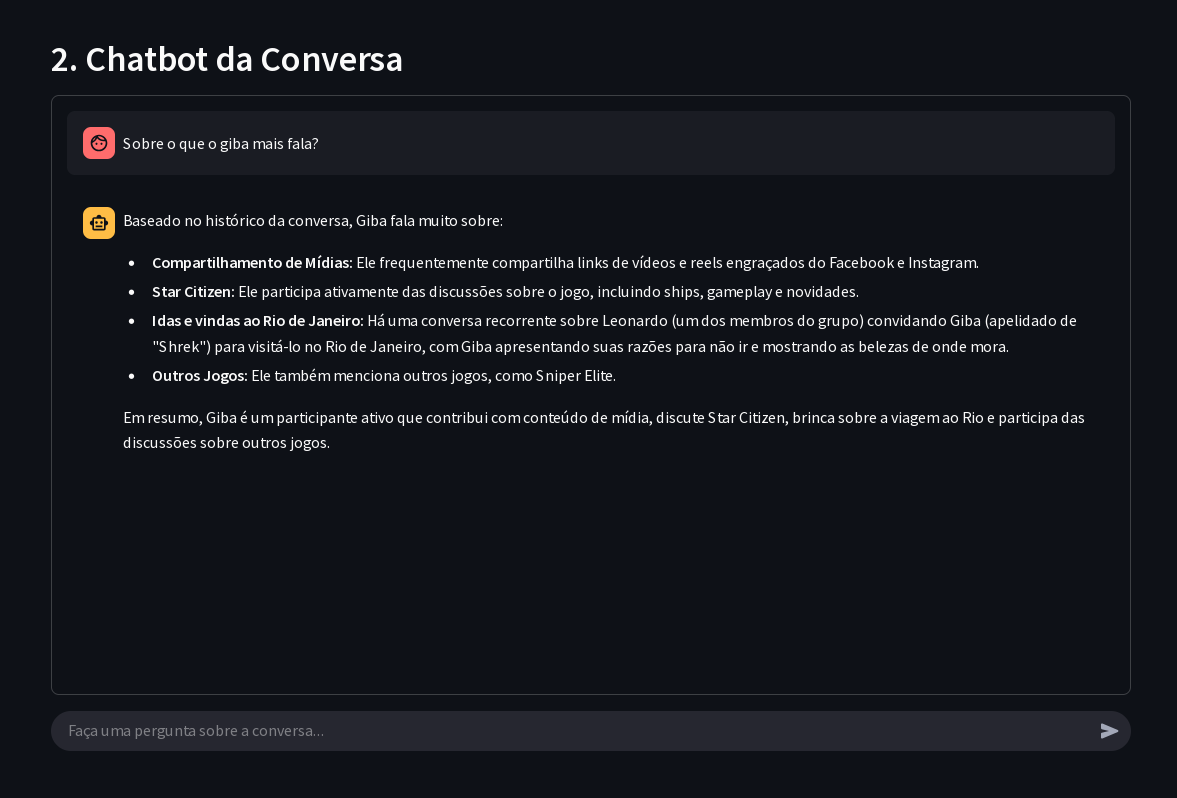 2. Chatbot da Conversa
Sobre o que o giba mais fala?
Baseado no histórico da conversa, Giba fala muito sobre:
• Compartilhamento de Mídias: Ele frequentemente compartilha links de vídeos e reels engraçados do Facebook e Instagram.
• Star Citizen: Ele participa ativamente das discussões sobre o jogo, incluindo ships, gameplay e novidades.
• Idas e vindas ao Rio de Janeiro: Há uma conversa recorrente sobre Leonardo (um dos membros do grupo) convidando Giba (apelidado de
"Shrek") para visitá-lo no Rio de Janeiro, com Giba apresentando suas razões para não ir e mostrando as belezas de onde mora.
• Outros Jogos: Ele também menciona outros jogos, como Sniper Elite.
Em resumo, Giba é um participante ativo que contribui com conteúdo de mídia, discute Star Citizen, brinca sobre a viagem ao Rio e participa das
discussões sobre outros jogos.
Faça uma pergunta sobre a conversa...